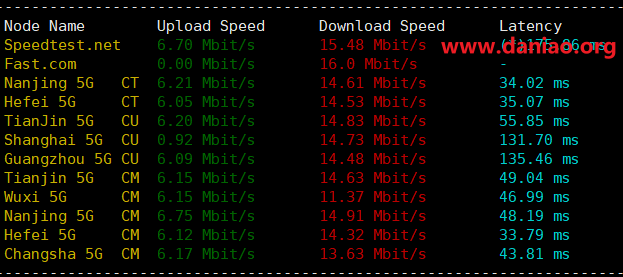 Node Name Upload Speed Download Speed Latency
Speedtest.net 6.70 Mbit/s 15.48 Mbit/s (*)175.86 ms
www.daniao.org
Fast.com 0.00 Mbit/s 16.0 Mbit/s -
Nanjing 5G CT 6.21 Mbit/s 14.61 Mbit/s 34.02 ms
Hefei 5G CT 6.05 Mbit/s 14.53 Mbit/s 35.07 ms
TianJin 5G CU 6.20 Mbit/s 14.83 Mbit/s 55.85 ms
Shanghai 5G CU 0.92 Mbit/s 14.73 Mbit/s 131.70 ms
Guangzhou 5G CU 6.09 Mbit/s 14.48 Mbit/s 135.46 ms
Tianjin 5G CM 6.15 Mbit/s 14.63 Mbit/s 49.04 ms
Wuxi 5G CM 6.15 Mbit/s 11.37 Mbit/s 46.99 ms
Nanjing 5G CM 6.75 Mbit/s 14.91 Mbit/s 48.19 ms
Hefei 5G CM 6.12 Mbit/s 14.32 Mbit/s 33.79 ms
Changsha 5G CM 6.17 Mbit/s 13.63 Mbit/s 43.81 ms